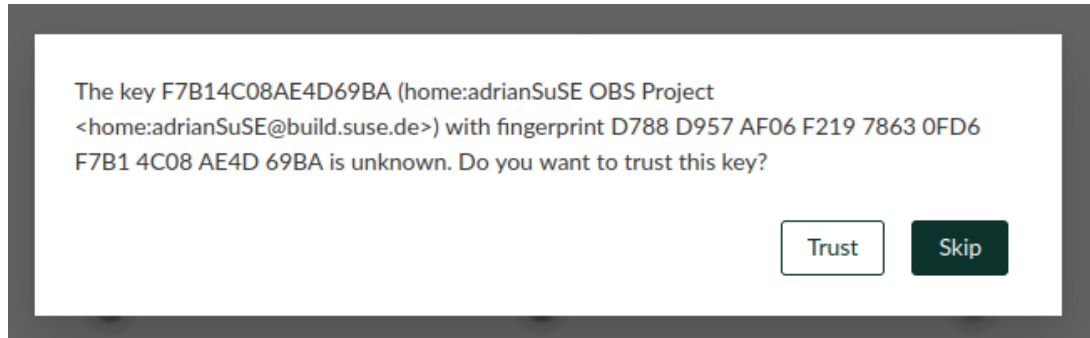 The key F7B14C08AE4D69BA (home:adrianSuSE OBS Project
<home:adrianSuSE@build.suse.de>) with fingerprint D788 D957 AF06 F219 7863 0FD6
F7B1 4C08 AE4D 69BA is unknown. Do you want to trust this key?
Trust
Skip